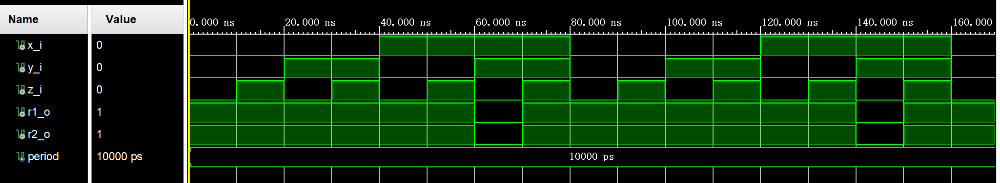 Name Value 0.000 ns 20.000 ns 40.000 ns 60.000 ns 80.000 ns 100.000 ns 120.000 ns 140.000 ns 160.000
x_i 0
y_i 0
z_i 0
r1_o 1
r2_o 1
period 10000 ps 10000 ps